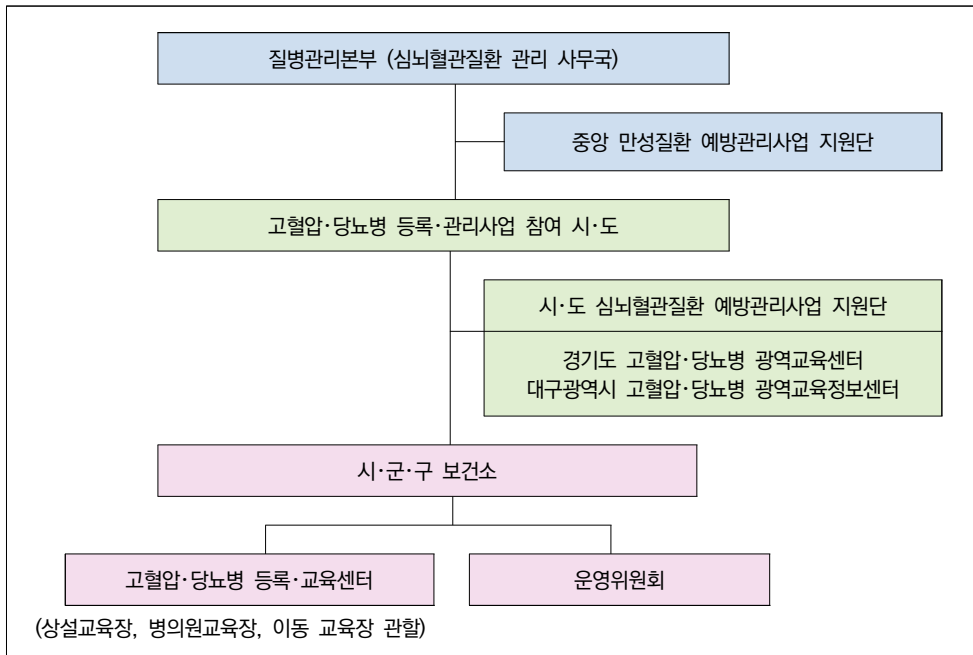 질병관리본부 (심뇌혈관질환 관리 사무국)
중앙 만성질환 예방관리사업 지원단
고혈압·당뇨병 등록·관리사업 참여 시·도
시·도 심뇌혈관질환 예방관리사업 지원단
경기도 고혈압·당뇨병 광역교육센터
대구광역시 고혈압·당뇨병 광역교육정보센터
시·군·구 보건소
고혈압·당뇨병 등록·교육센터
운영위원회
(상설교육장, 병의원교육장, 이동 교육장 관할)